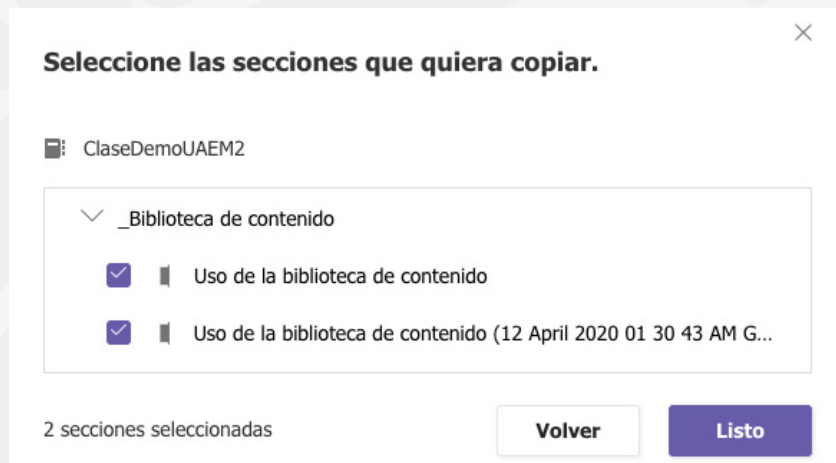 Seleccione las secciones que quiera copiar.
ClaseDemoUAEM2
_Biblioteca de contenido
Uso de la biblioteca de contenido
Uso de la biblioteca de contenido (12 April 2020 01 30 43 AM G...
2 secciones seleccionadas
Volver
Listo